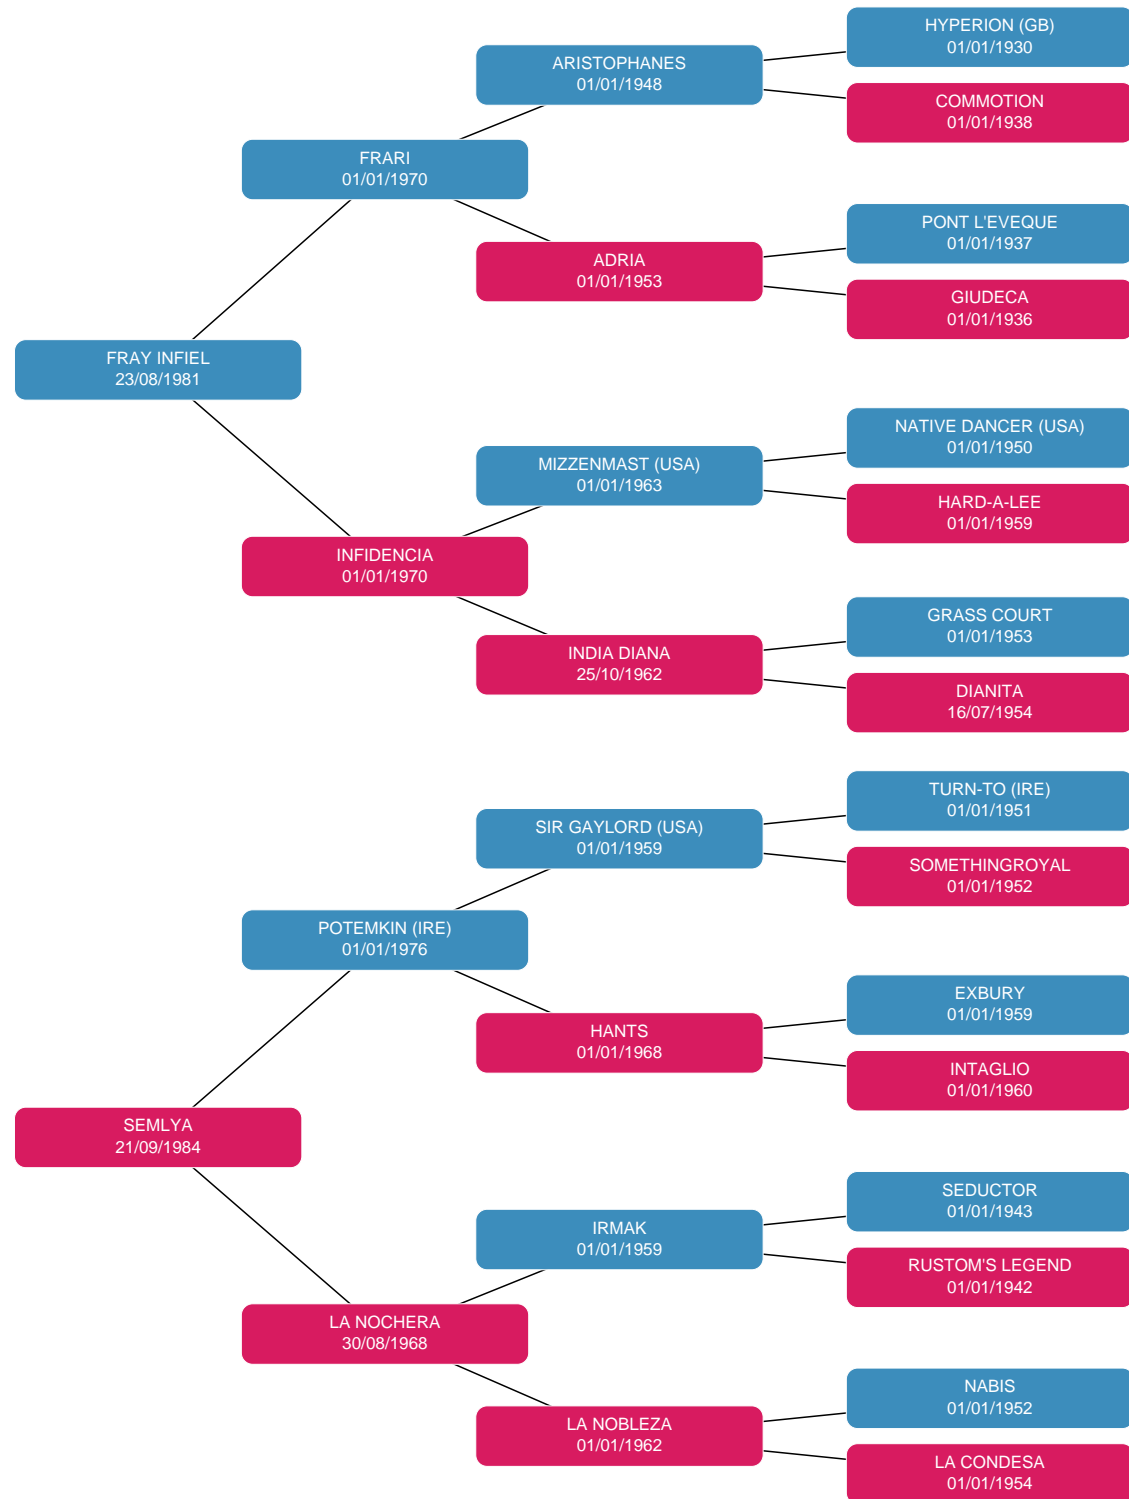 HYPERION (GB)
01/01/1930
ARISTOPHANES
01/01/1948
COMMOTION
01/01/1938
FRARI
01/01/1970
PONT L'EVEQUE
01/01/1937
ADRIA
01/01/1953
GIUDECA
01/01/1936
FRAY INFIEL
23/08/1981
NATIVE DANCER (USA)
01/01/1950
MIZZENMAST (USA)
01/01/1963
HARD-A-LEE
01/01/1959
INFIDENCIA
01/01/1970
GRASS COURT
01/01/1953
INDIA DIANA
25/10/1962
DIANITA
16/07/1954
TURN-TO (IRE)
01/01/1951
SIR GAYLORD (USA)
01/01/1959
SOMETHINGROYAL
01/01/1952
POTEMKIN (IRE)
01/01/1976
EXBURY
01/01/1959
HANTS
01/01/1968
INTAGLIO
01/01/1960
SEMLYA
21/09/1984
SEDUCTOR
01/01/1943
IRMAK
01/01/1959
RUSTOM'S LEGEND
01/01/1942
LA NOCHERA
30/08/1968
NABIS
01/01/1952
LA NOBLEZA
01/01/1962
LA CONDESA
01/01/1954